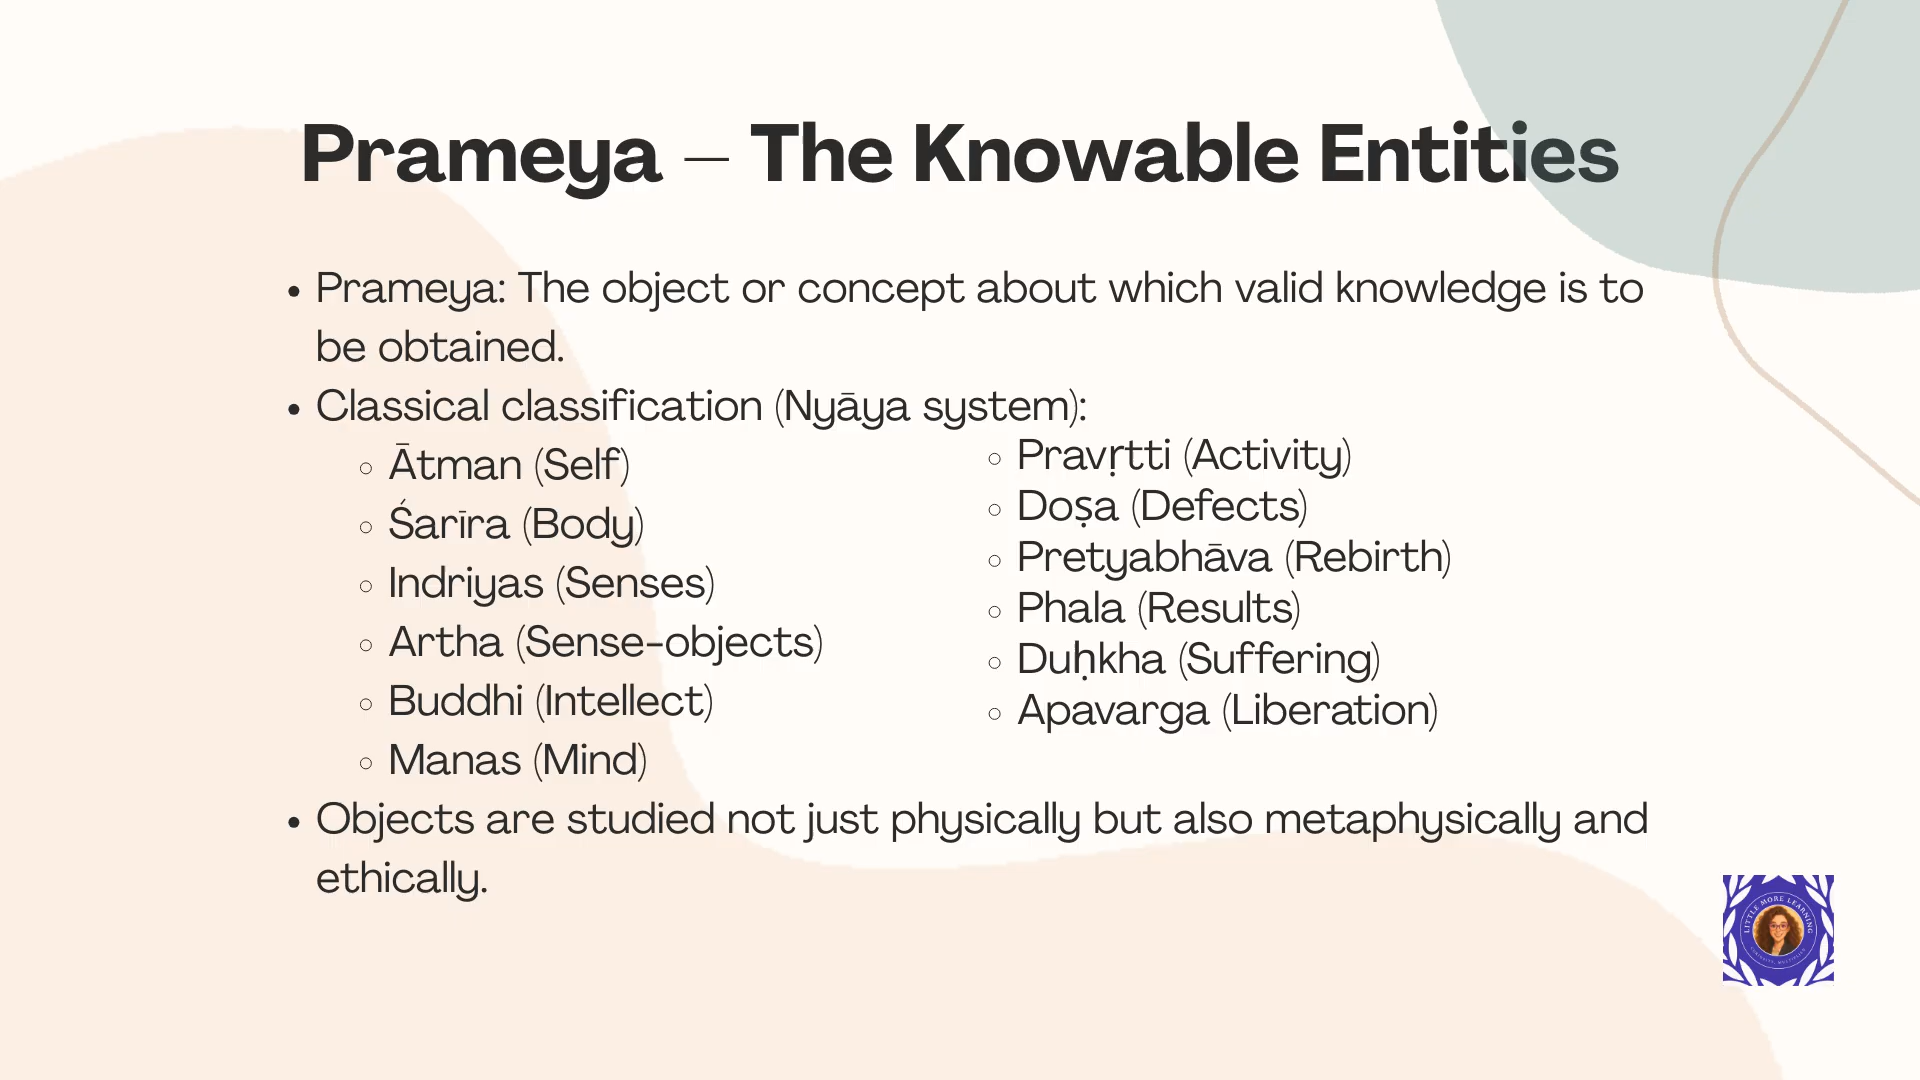 Prameya – The Knowable Entities
• Prameya: The object or concept about which valid knowledge is to
be obtained.
• Classical classification (Nyāya system):
◦ Ātman (Self)
◦ Śarīra (Body)
◦ Indriyas (Senses)
◦ Artha (Sense-objects)
◦ Buddhi (Intellect)
◦ Manas (Mind)
◦ Pravṛtti (Activity)
◦ Doṣa (Defects)
◦ Pretyabhāva (Rebirth)
◦ Phala (Results)
◦ Duḥkha (Suffering)
◦ Apavarga (Liberation)
• Objects are studied not just physically but also metaphysically and
ethically.
LITTLE MORE LEARNING